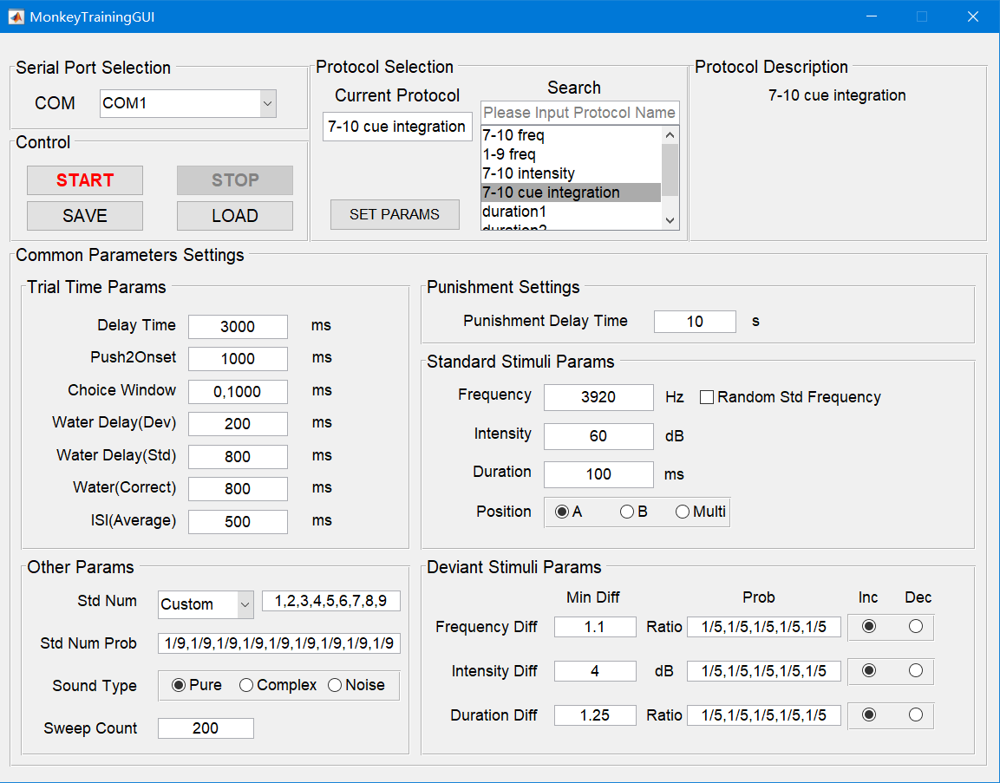 MonkeyTrainingGUI
Serial Port Selection
COM
COM1
Control
START
STOP
SAVE
LOAD
Protocol Selection
Current Protocol
7-10 cue integration
SET PARAMS
Search
Please Input Protocol Name
7-10 freq
1-9 freq
7-10 intensity
7-10 cue integration
duration1
duration2
Protocol Description
7-10 cue integration
Common Parameters Settings
Trial Time Params
Delay Time 3000 ms
Push2Onset 1000 ms
Choice Window 0,1000 ms
Water Delay(Dev) 200 ms
Water Delay(Std) 800 ms
Water(Correct) 800 ms
ISI(Average) 500 ms
Punishment Settings
Punishment Delay Time 10 s
Standard Stimuli Params
Frequency 3920 Hz Random Std Frequency
Intensity 60 dB
Duration 100 ms
Position A B Multi
Other Params
Std Num Custom 1,2,3,4,5,6,7,8,9
Std Num Prob 1/9,1/9,1/9,1/9,1/9,1/9,1/9,1/9,1/9
Sound Type Pure Complex Noise
Sweep Count 200
Deviant Stimuli Params
Min Diff Prob Inc Dec
Frequency Diff 1.1 Ratio 1/5,1/5,1/5,1/5,1/5
Intensity Diff 4 dB 1/5,1/5,1/5,1/5,1/5
Duration Diff 1.25 Ratio 1/5,1/5,1/5,1/5,1/5